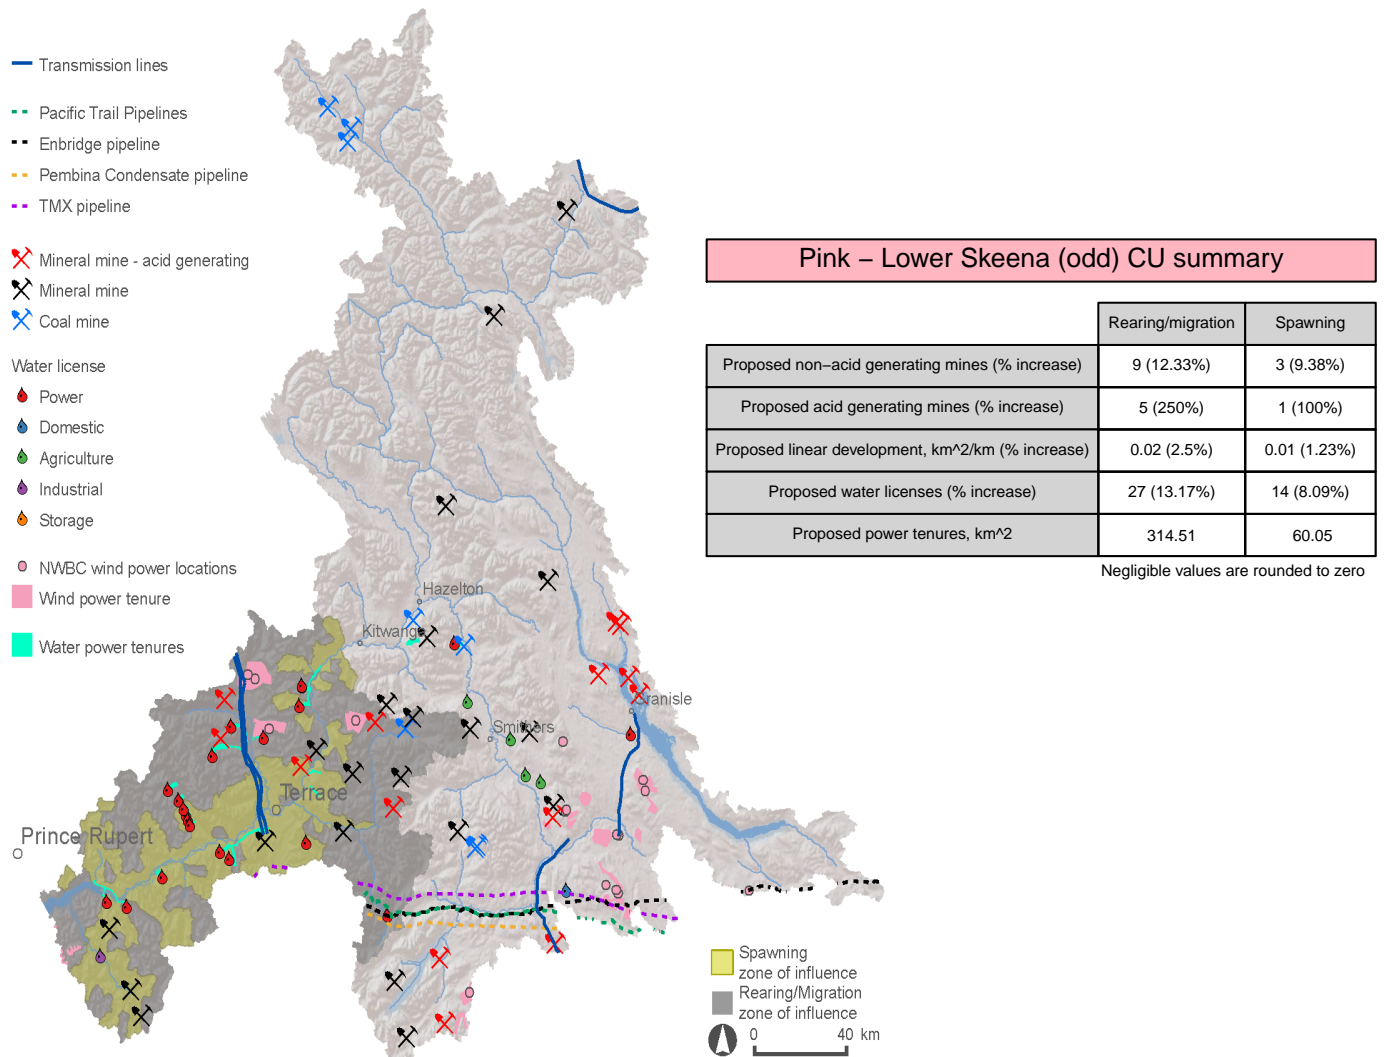 Transmission lines
Pacific Trail Pipelines
Enbridge pipeline
Pembina Condensate pipeline
TMX pipeline
Mineral mine - acid generating
Mineral mine
Coal mine
Water license
Power
Domestic
Agriculture
Industrial
Storage
NWBC wind power locations
Wind power tenure
Water power tenures
Pink – Lower Skeena (odd) CU summary
Rearing/migration Spawning
Proposed non–acid generating mines (% increase) 9 (12.33%) 3 (9.38%)
Proposed acid generating mines (% increase) 5 (250%) 1 (100%)
Proposed linear development, km^2/km (% increase) 0.02 (2.5%) 0.01 (1.23%)
Proposed water licenses (% increase) 27 (13.17%) 14 (8.09%)
Proposed power tenures, km^2 314.51 60.05
Negligible values are rounded to zero
Hazelton
Kitwanga
Granisle
Smithers
Terrace
Prince Rupert
Spawning
zone of influence
Rearing/Migration
zone of influence
0 40 km